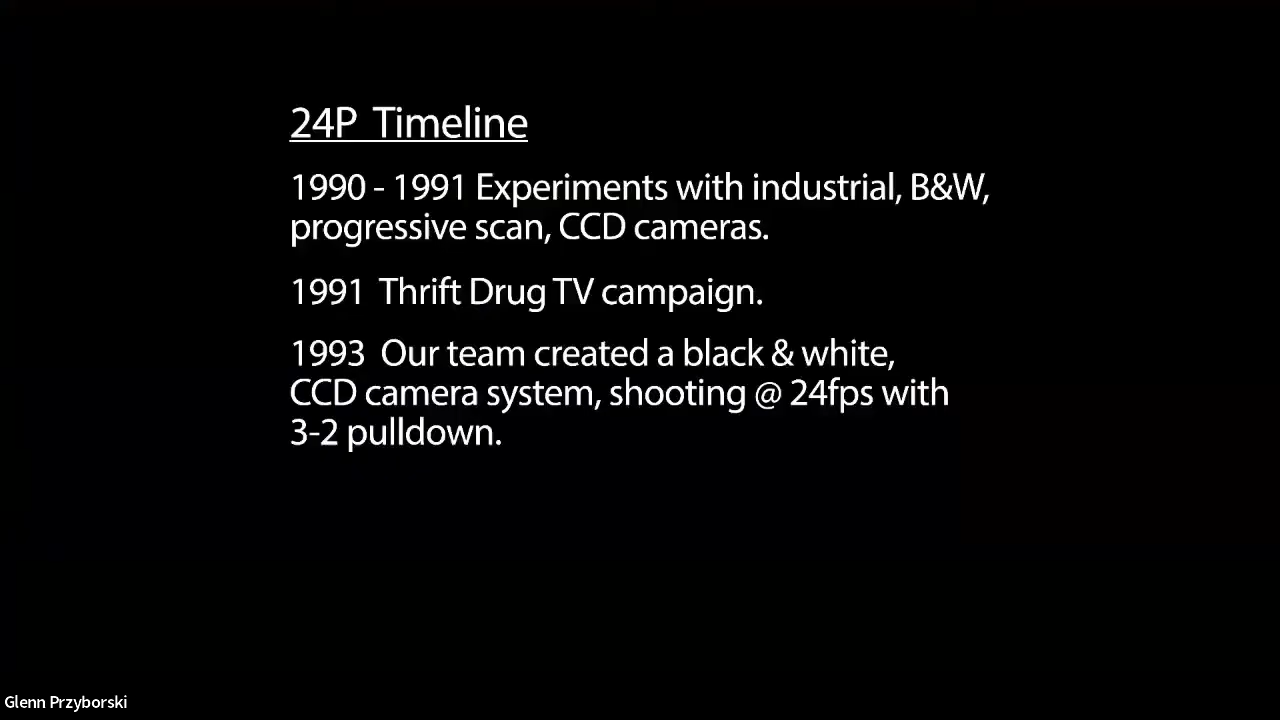 24P Timeline
1990 - 1991 Experiments with industrial, B&W,
progressive scan, CCD cameras.
1991 Thrift Drug TV campaign.
1993 Our team created a black & white,
CCD camera system, shooting @ 24fps with
3-2 pulldown.
Glenn Przyborski